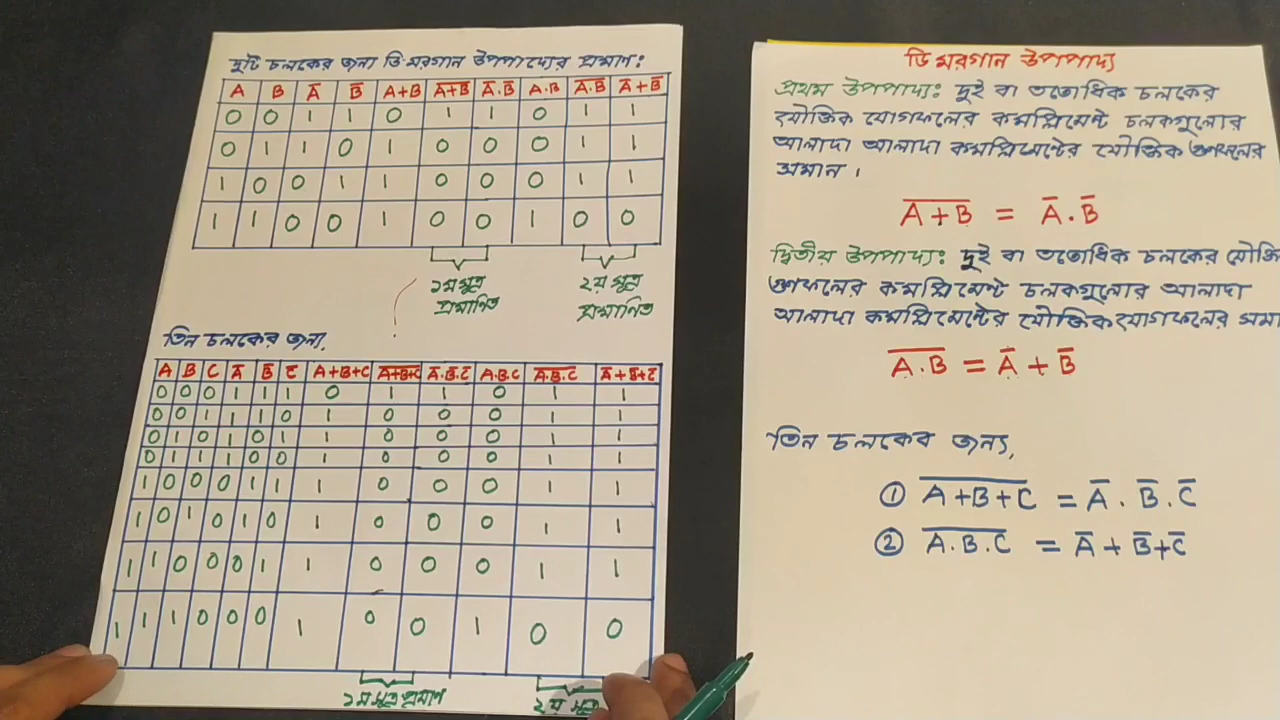 দুটি চলকের জন্য ডি মরগান উপপাদ্যের প্রমাণ:
A B A̅ B̅ A+B A̅+̅B̅ A̅.B̅ A.B A̅.̅B̅ A̅+B̅
0 0 1 1 0 1 1 0 1 1
0 1 1 0 1 0 0 0 1 1
1 0 0 1 1 0 0 0 1 1
1 1 0 0 1 0 0 1 0 0
১ম সূত্র ২য় সূত্র
প্রমাণিত প্রমাণিত
তিন চলকের জন্য,
A B C A̅ B̅ C̅ A+B+C A̅+̅B̅+̅C̅ A̅.B̅.C̅ A.B.C A̅.̅B̅.̅C̅ A̅+B̅+C̅
0 0 0 1 1 1 0 1 1 0 1 1
0 0 1 1 1 0 1 0 0 0 1 1
0 1 0 1 0 1 1 0 0 0 1 1
0 1 1 1 0 0 1 0 0 0 1 1
1 0 0 0 1 1 1 0 0 0 1 1
1 0 1 0 1 0 1 0 0 0 1 1
1 1 0 0 0 1 1 0 0 0 1 1
1 1 1 0 0 0 1 0 0 1 0 0
১ম সূত্র প্রমাণ ২য় সূত্র
ডি মরগান উপপাদ্য
প্রথম উপপাদ্য: দুই বা ততোধিক চলকের
যৌক্তিক যোগফলের কমপ্লিমেন্ট চলকগুলোর
আলাদা আলাদা কমপ্লিমেন্টের যৌক্তিক গুণফলের
সমান।
A̅+̅B̅ = A̅.B̅
দ্বিতীয় উপপাদ্য: দুই বা ততোধিক চলকের যৌক্তি
গুণফলের কমপ্লিমেন্ট চলকগুলোর আলাদা
আলাদা কমপ্লিমেন্টের যৌক্তিক যোগফলের সমা
A̅.̅B̅ = A̅ + B̅
তিন চলকের জন্য,
① A̅+̅B̅+̅C̅ = A̅ . B̅ . C̅
② A̅.̅B̅.̅C̅ = A̅ + B̅ + C̅